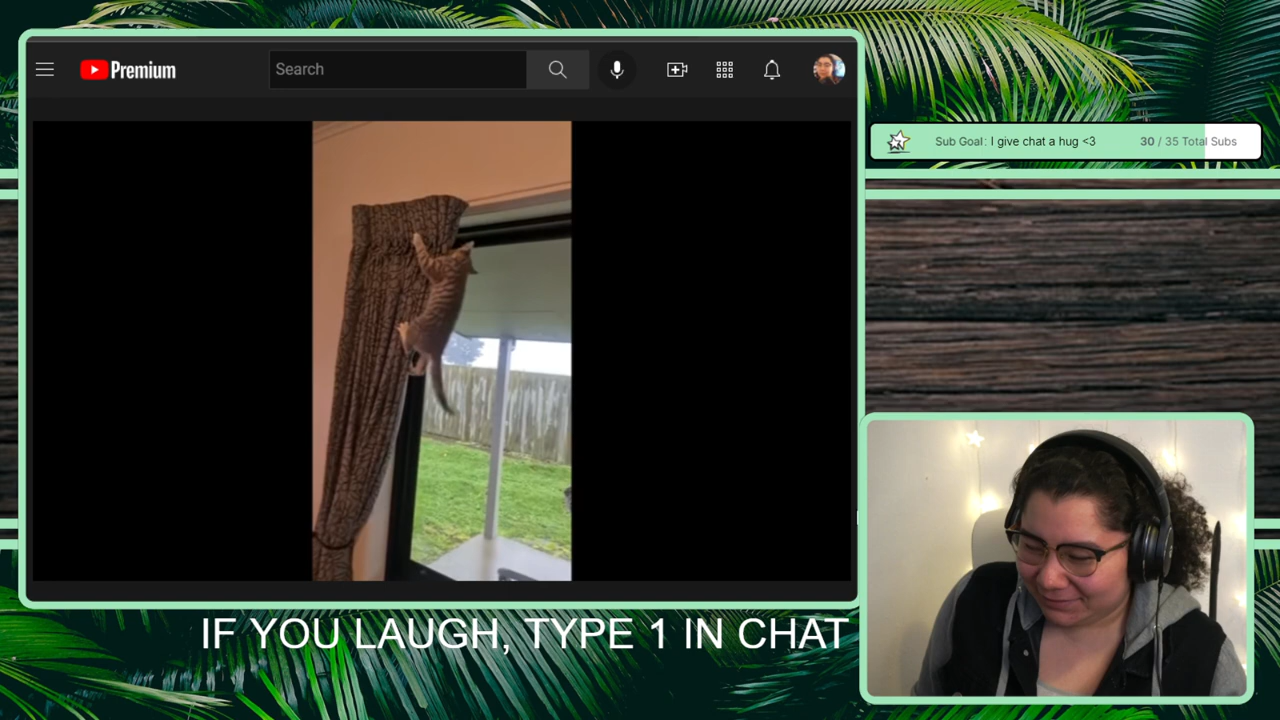 Premium
Search
Sub Goal: I give chat a hug <3 30 / 35 Total Subs
IF YOU LAUGH, TYPE 1 IN CHAT